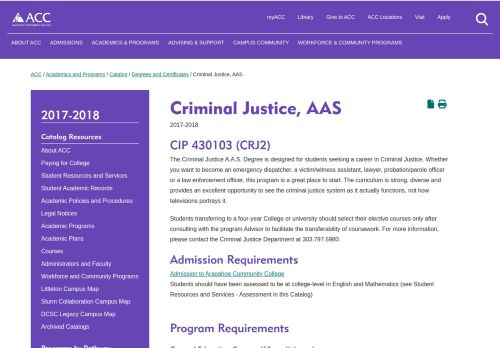 myACC Library Give to ACC ACC Locations Visit Apply
ACC
ABOUT ACC ADMISSIONS ACADEMICS & PROGRAMS ADVISING & SUPPORT CAMPUS COMMUNITY WORKFORCE & COMMUNITY PROGRAMS
ACC / Academics and Programs / Catalog / Degrees and Certificates / Criminal Justice, AAS
2017-2018
Catalog Resources
About ACC
Paying for College
Student Resources and Services
Student Academic Records
Academic Policies and Procedures
Legal Notices
Academic Programs
Academic Plans
Courses
Administrators and Faculty
Workforce and Community Programs
Littleton Campus Map
Sturm Collaboration Campus Map
DCSC Legacy Campus Map
Archived Catalogs
Criminal Justice, AAS
2017-2018
CIP 430103 (CRJ2)
The Criminal Justice A.A.S. Degree is designed for students seeking a career in Criminal Justice. Whether
you want to become an emergency dispatcher, a victim/witness assistant, lawyer, probation/parole officer
or a law enforcement officer, this program is a great place to start. The curriculum is strong, diverse and
provides an excellent opportunity to see the criminal justice system as it actually functions, not how
televisions portrays it.
Students transferring to a four-year College or university should select their elective courses only after
consulting with the program Advisor to facilitate the transferability of coursework. For more information,
please contact the Criminal Justice Department at 303.797.5980.
Admission Requirements
Admission to Arapahoe Community College
Students should have been assessed to be at college-level in English and Mathematics (see Student
Resources and Services - Assessment in this Catalog)
Program Requirements